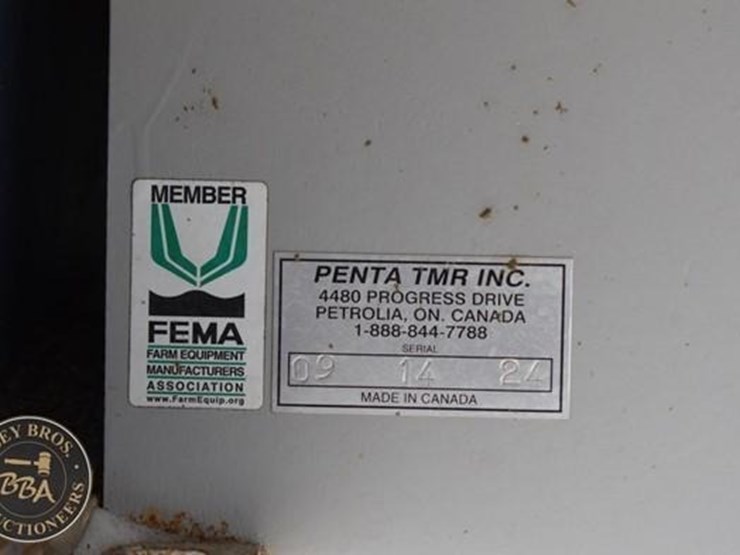 MEMBER
FEMA
FARM EQUIPMENT
MANUFACTURERS
ASSOCIATION
www.FarmEquip.org
PENTA TMR INC.
4480 PROGRESS DRIVE
PETROLIA, ON. CANADA
1-888-844-7788
SERIAL
09 14 24
MADE IN CANADA
BROS.
BBA